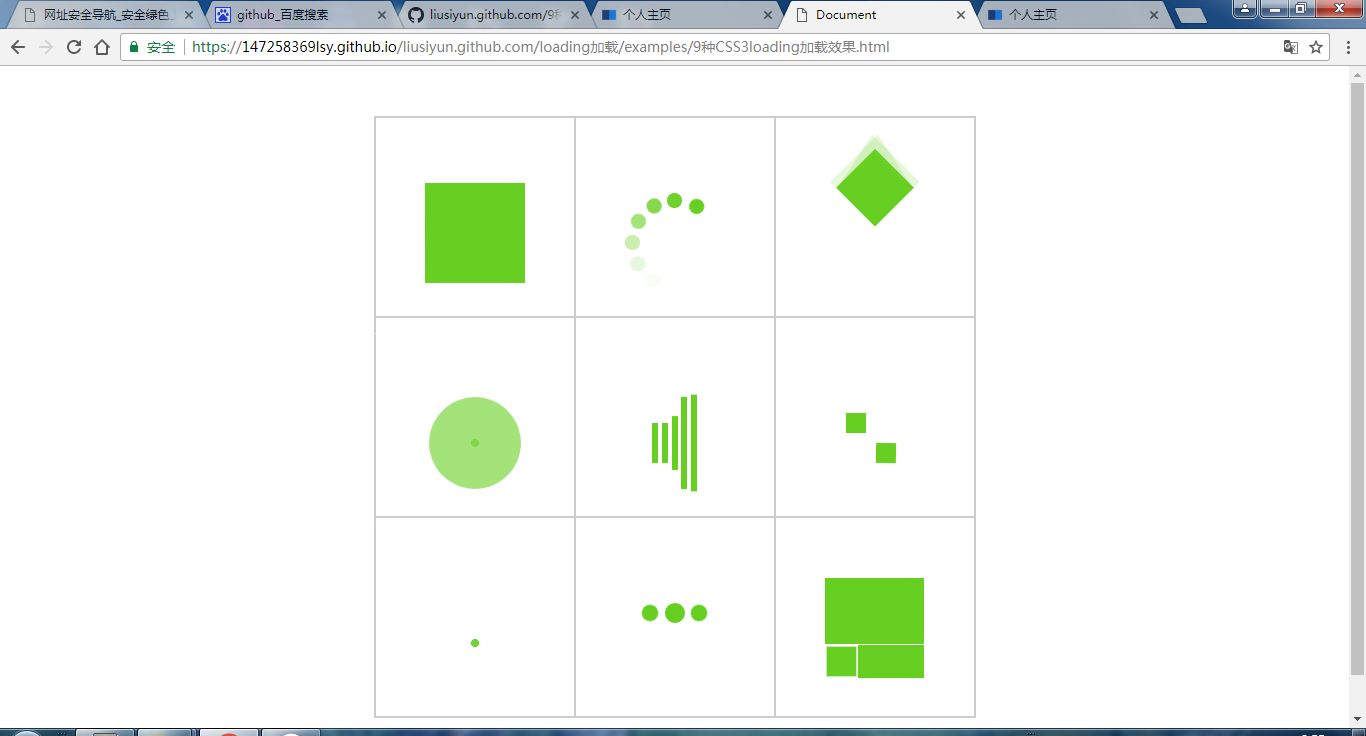 网址安全导航_安全绿色
github_百度搜索
liusiyun.github.com/9种
个人主页
Document
个人主页
安全
https://147258369lsy.github.io/liusiyun.github.com/loading加载/examples/9种CSS3loading加载效果.html